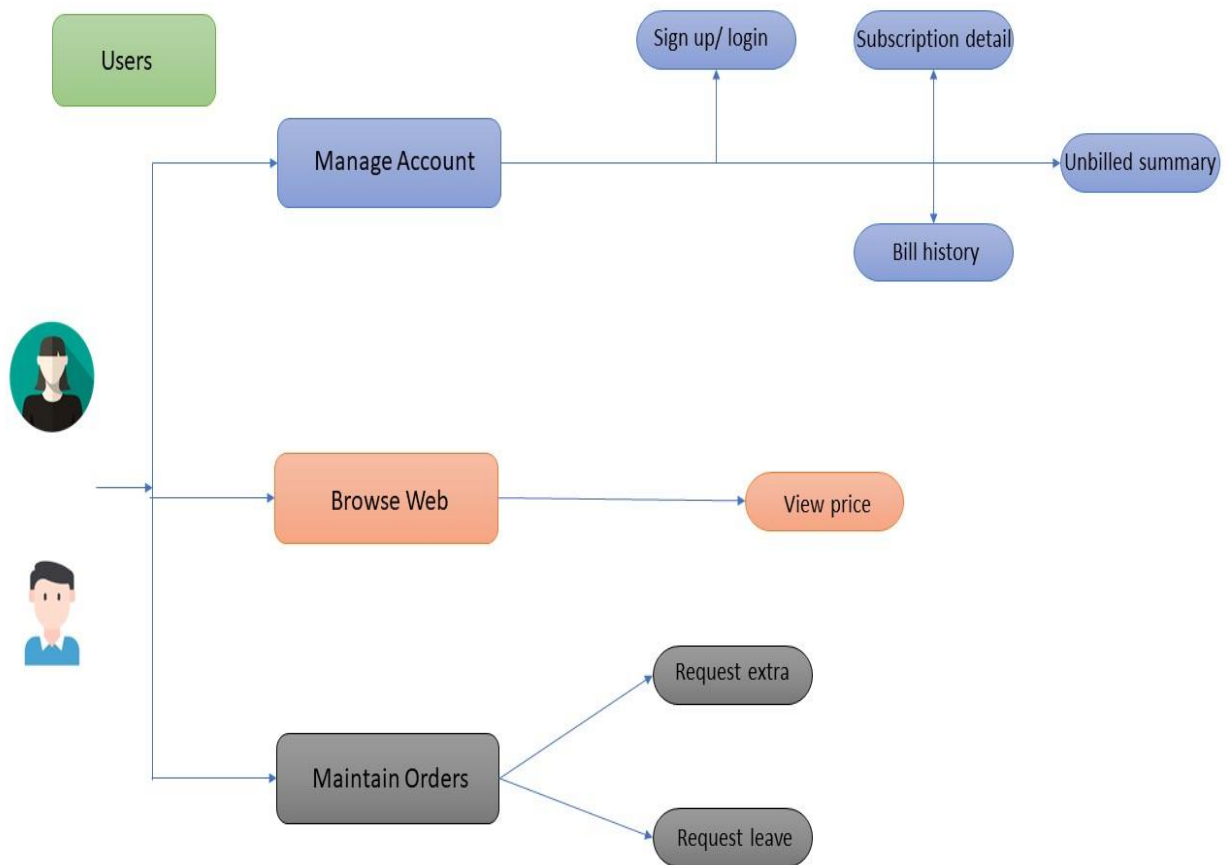 Users
Sign up/ login
Subscription detail
Manage Account
Unbilled summary
Bill history
Browse Web
View price
Request extra
Maintain Orders
Request leave